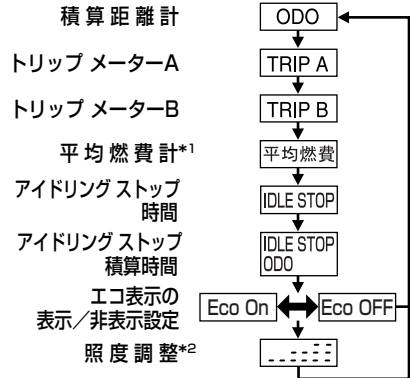 積算距離計 ODO
トリップ メーターA TRIP A
トリップ メーターB TRIP B
平均燃費計*1 平均燃費
アイドリング ストップ
時間 IDLE STOP
アイドリング ストップ
積算時間 IDLE STOP
ODO
エコ表示の
表示／非表示設定 Eco On Eco OFF
照度調整*2